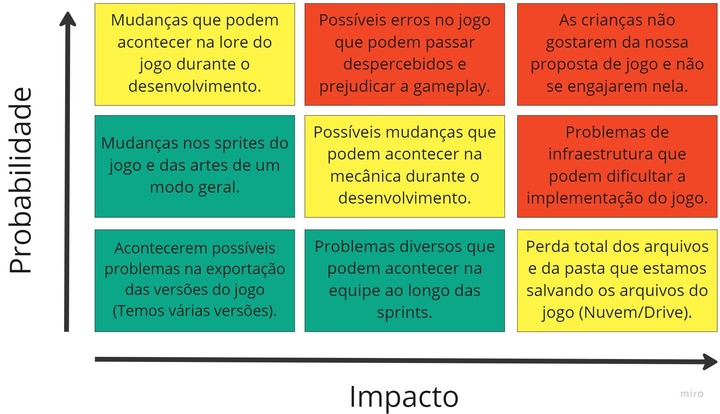 Probabilidade
Mudanças que podem
acontecer na lore do
jogo durante o
desenvolvimento.
Possíveis erros no jogo
que podem passar
despercebidos e
prejudicar a gameplay.
As crianças não
gostarem da nossa
proposta de jogo e não
se engajarem nela.
Mudanças nos sprites do
jogo e das artes de um
modo geral.
Possíveis mudanças que
podem acontecer na
mecânica durante o
desenvolvimento.
Problemas de
infraestrutura que
podem dificultar a
implementação do jogo.
Acontecerem possíveis
problemas na exportação
das versões do jogo
(Temos várias versões).
Problemas diversos que
podem acontecer na
equipe ao longo das
sprints.
Perda total dos arquivos
e da pasta que estamos
salvando os arquivos do
jogo (Nuvem/Drive).
Impacto
miro